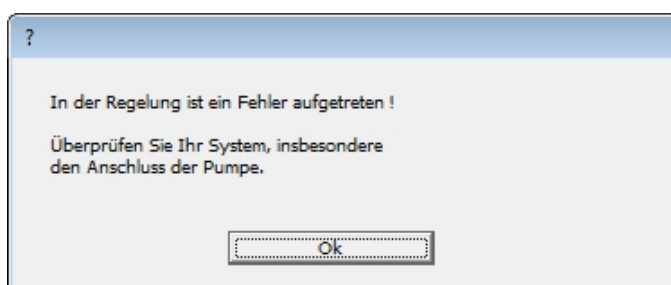 ?
In der Regelung ist ein Fehler aufgetreten !
Überprüfen Sie Ihr System, insbesondere
den Anschluss der Pumpe.
Ok